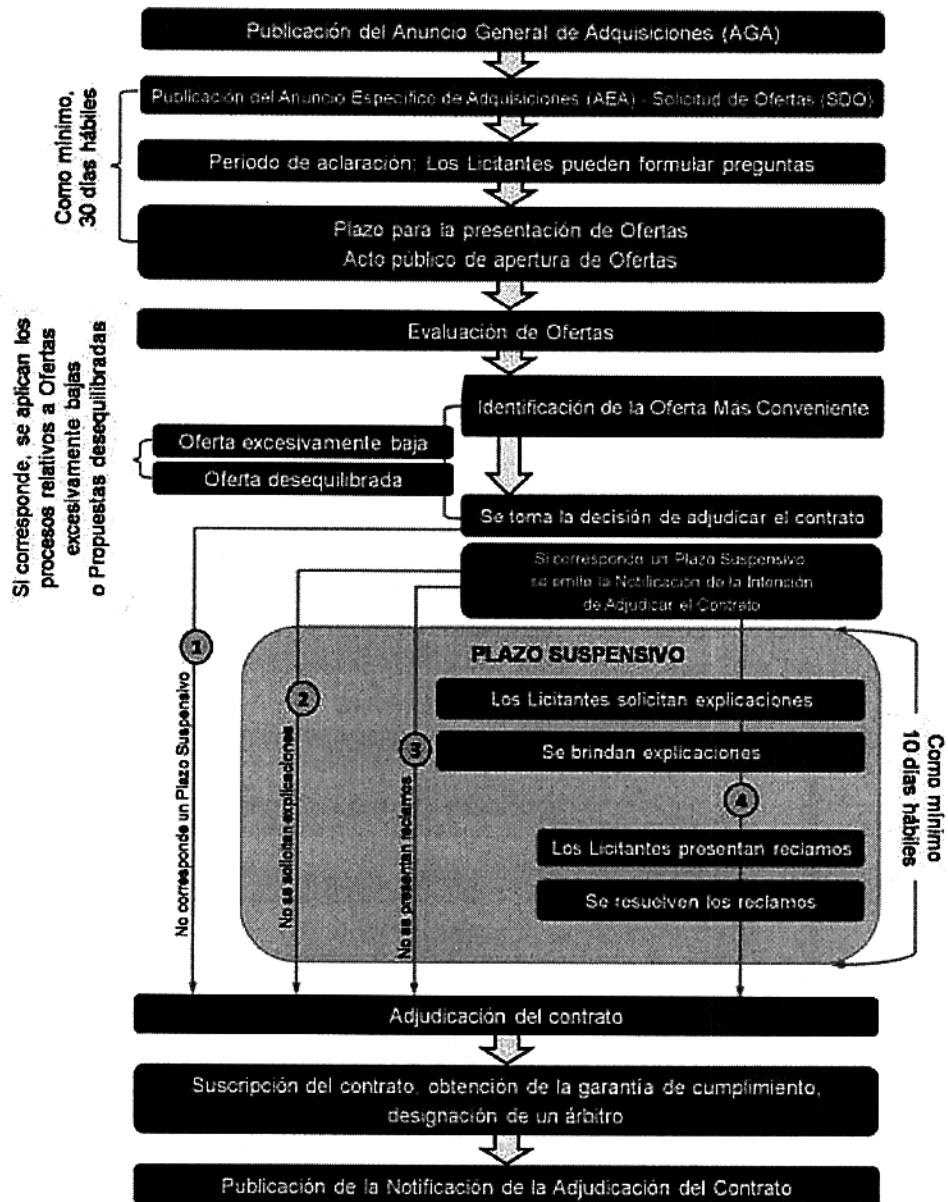 Publicación del Anuncio General de Adquisiciones (AGA)
Publicación del Anuncio Específico de Adquisiciones (AEA) - Solicitud de Ofertas (SDO)
Como mínimo,
30 días hábiles
Periodo de aclaración: Los Licitantes pueden formular preguntas
Plazo para la presentación de Ofertas
Acto público de apertura de Ofertas
Evaluación de Ofertas
Si corresponde, se aplican los
procesos relativos a Ofertas
excesivamente bajas
o Propuestas desequilibradas
Identificación de la Oferta Más Conveniente
Oferta excesivamente baja
Oferta desequilibrada
Se toma la decisión de adjudicar el contrato
Si corresponde un Plazo Suspensivo
se emite la Notificación de la Intención
de Adjudicar el Contrato
1
No corresponde un Plazo Suspensivo
2
No se solicitan explicaciones
3
No se presentan reclamos
PLAZO SUSPENSIVO
Los Licitantes solicitan explicaciones
Se brindan explicaciones
4
Los Licitantes presentan reclamos
Se resuelven los reclamos
Como mínimo
10 días hábiles
Adjudicación del contrato
Suscripción del contrato, obtención de la garantía de cumplimiento,
designación de un árbitro
Publicación de la Notificación de la Adjudicación del Contrato